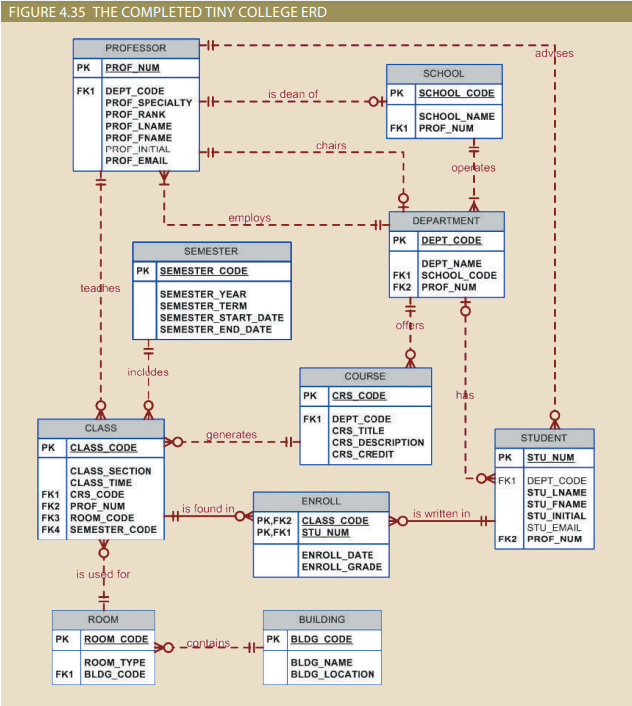 FIGURE 4.35 THE COMPLETED TINY COLLEGE ERD
PROFESSOR
PK PROF_NUM
FK1 DEPT_CODE
PROF_SPECIALTY
PROF_RANK
PROF_LNAME
PROF_FNAME
PROF_INITIAL
PROF_EMAIL
advises
is dean of
SCHOOL
PK SCHOOL_CODE
SCHOOL_NAME
FK1 PROF_NUM
chairs
operates
employs
DEPARTMENT
PK DEPT_CODE
DEPT_NAME
FK1 SCHOOL_CODE
FK2 PROF_NUM
SEMESTER
PK SEMESTER_CODE
SEMESTER_YEAR
SEMESTER_TERM
SEMESTER_START_DATE
SEMESTER_END_DATE
teaches
offers
includes
COURSE
PK CRS_CODE
FK1 DEPT_CODE
CRS_TITLE
CRS_DESCRIPTION
CRS_CREDIT
has
CLASS
PK CLASS_CODE
CLASS_SECTION
CLASS_TIME
FK1 CRS_CODE
FK2 PROF_NUM
FK3 ROOM_CODE
FK4 SEMESTER_CODE
generates
STUDENT
PK STU_NUM
FK1 DEPT_CODE
STU_LNAME
STU_FNAME
STU_INITIAL
STU_EMAIL
FK2 PROF_NUM
is found in
ENROLL
PK,FK2 CLASS_CODE
PK,FK1 STU_NUM
ENROLL_DATE
ENROLL_GRADE
is written in
is used for
ROOM
PK ROOM_CODE
ROOM_TYPE
FK1 BLDG_CODE
contains
BUILDING
PK BLDG_CODE
BLDG_NAME
BLDG_LOCATION